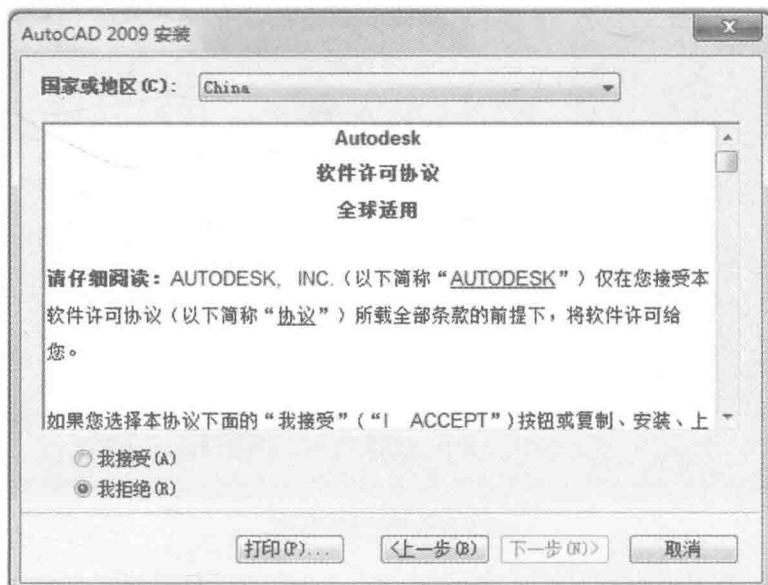 AutoCAD 2009 安装
国家或地区(C): China
Autodesk
软件许可协议
全球适用
请仔细阅读：AUTODESK, INC.（以下简称“AUTODESK”）仅在您接受本
软件许可协议（以下简称“协议”）所载全部条款的前提下，将软件许可给
您。
如果您选择本协议下面的“我接受”(“I ACCEPT”)按钮或复制、安装、上
我接受(A)
我拒绝(R)
打印(P)... <上一步(B) 下一步(N)> 取消